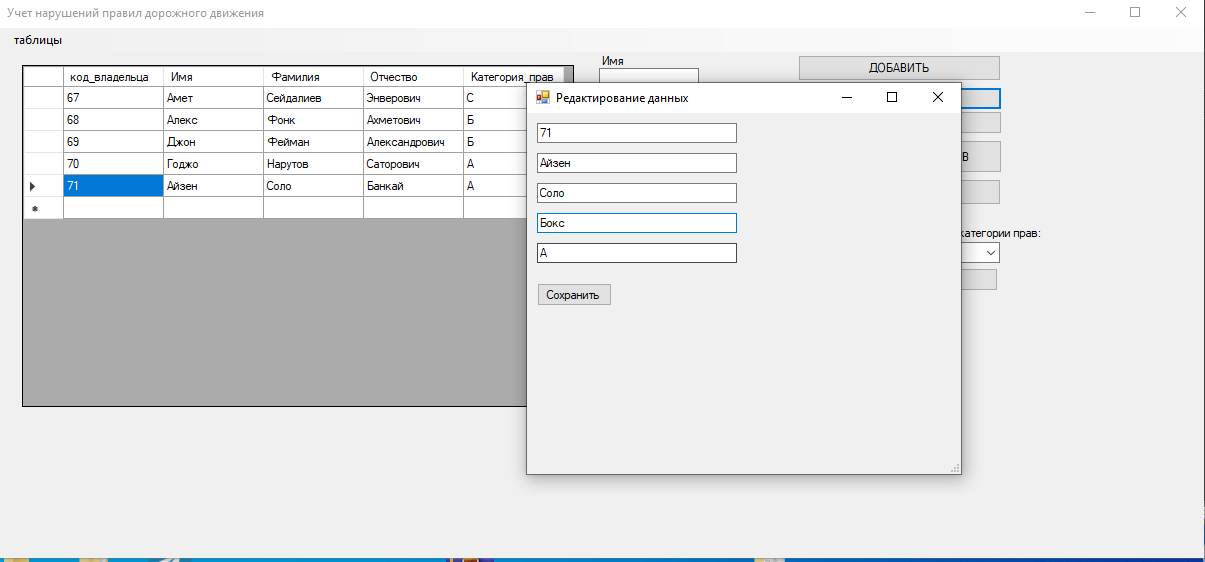 Учет нарушений правил дорожного движения
таблицы
код_владельца Имя Фамилия Отчество Категория_прав
67 Амет Сейдалиев Энверович С
68 Алекс Фонк Ахметович Б
69 Джон Фейман Александрович Б
70 Годжо Нарутов Саторович А
71 Айзен Соло Банкай А
Имя
ДОБАВИТЬ
Редактирование данных
71
Айзен
Соло
Бокс
А
Сохранить
В
категории прав: